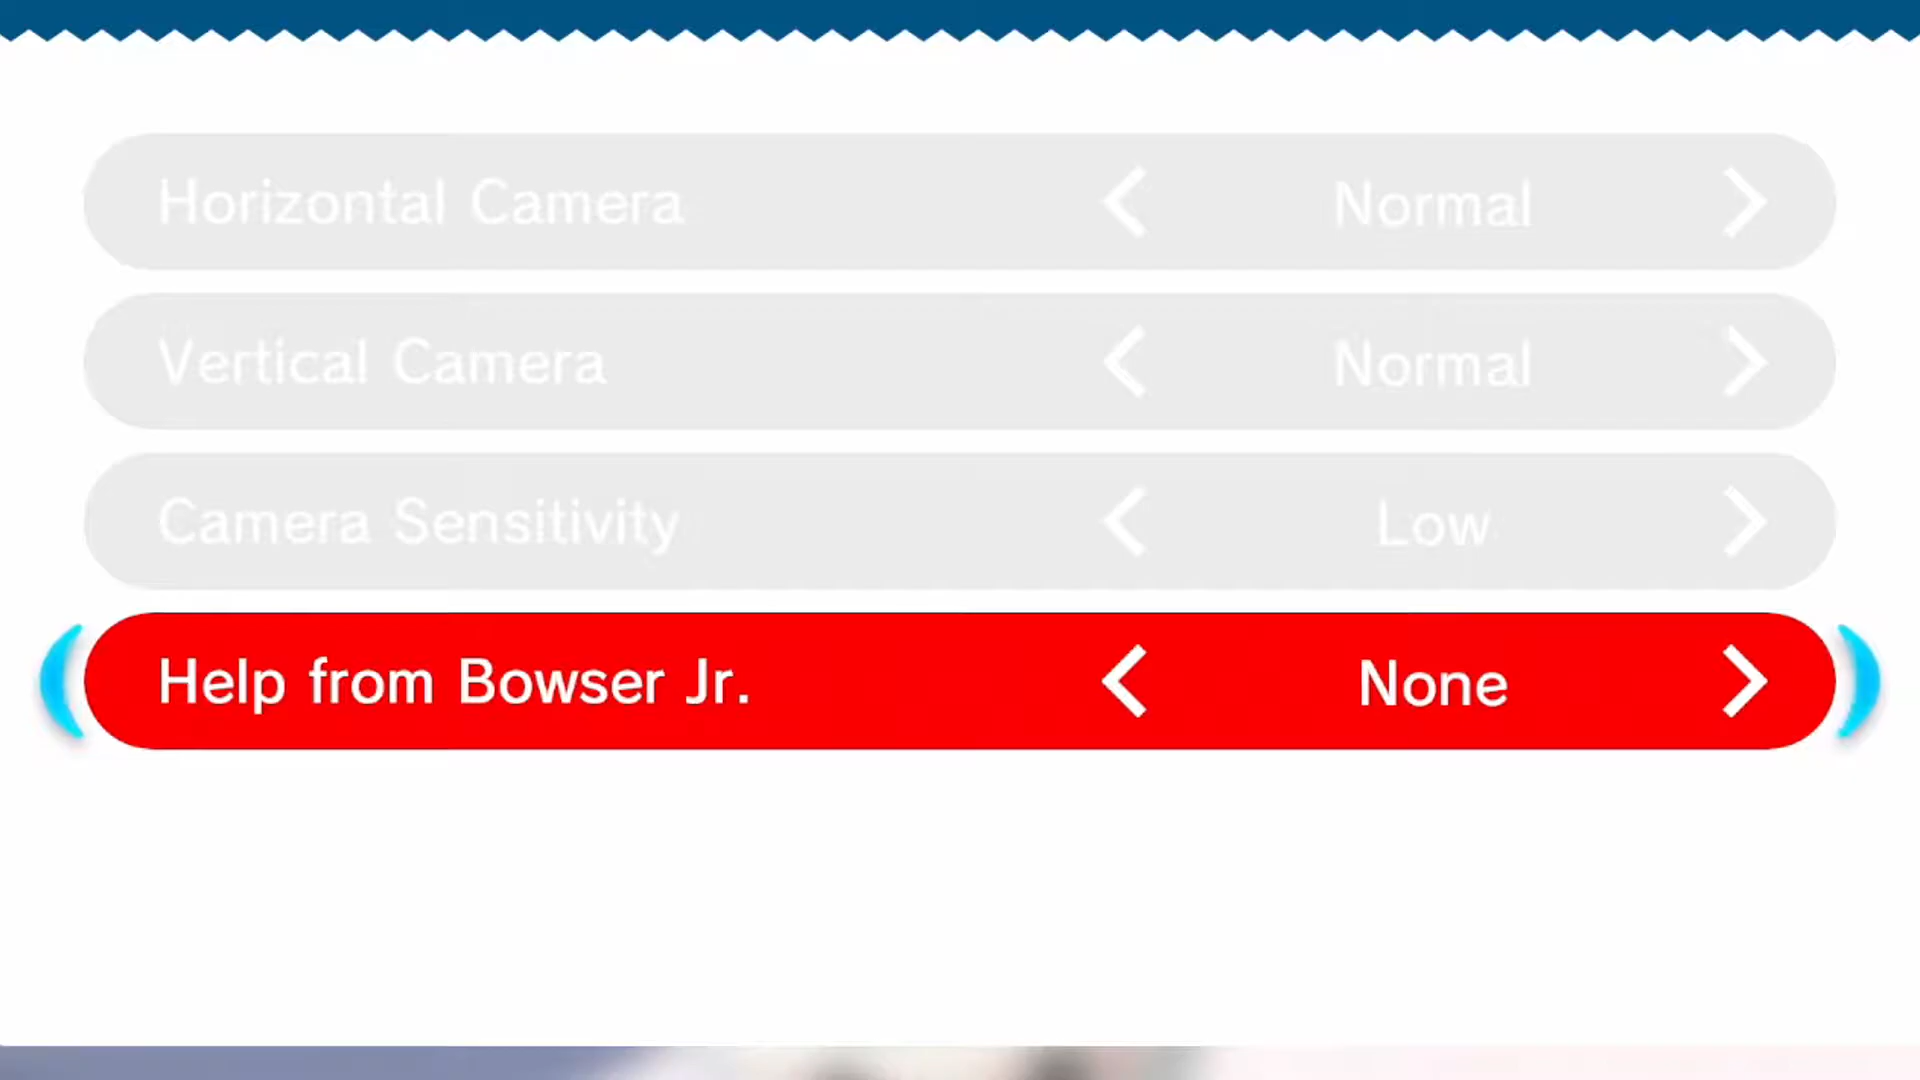 Horizontal Camera Normal
Vertical Camera Normal
Camera Sensitivity Low
Help from Bowser Jr. None